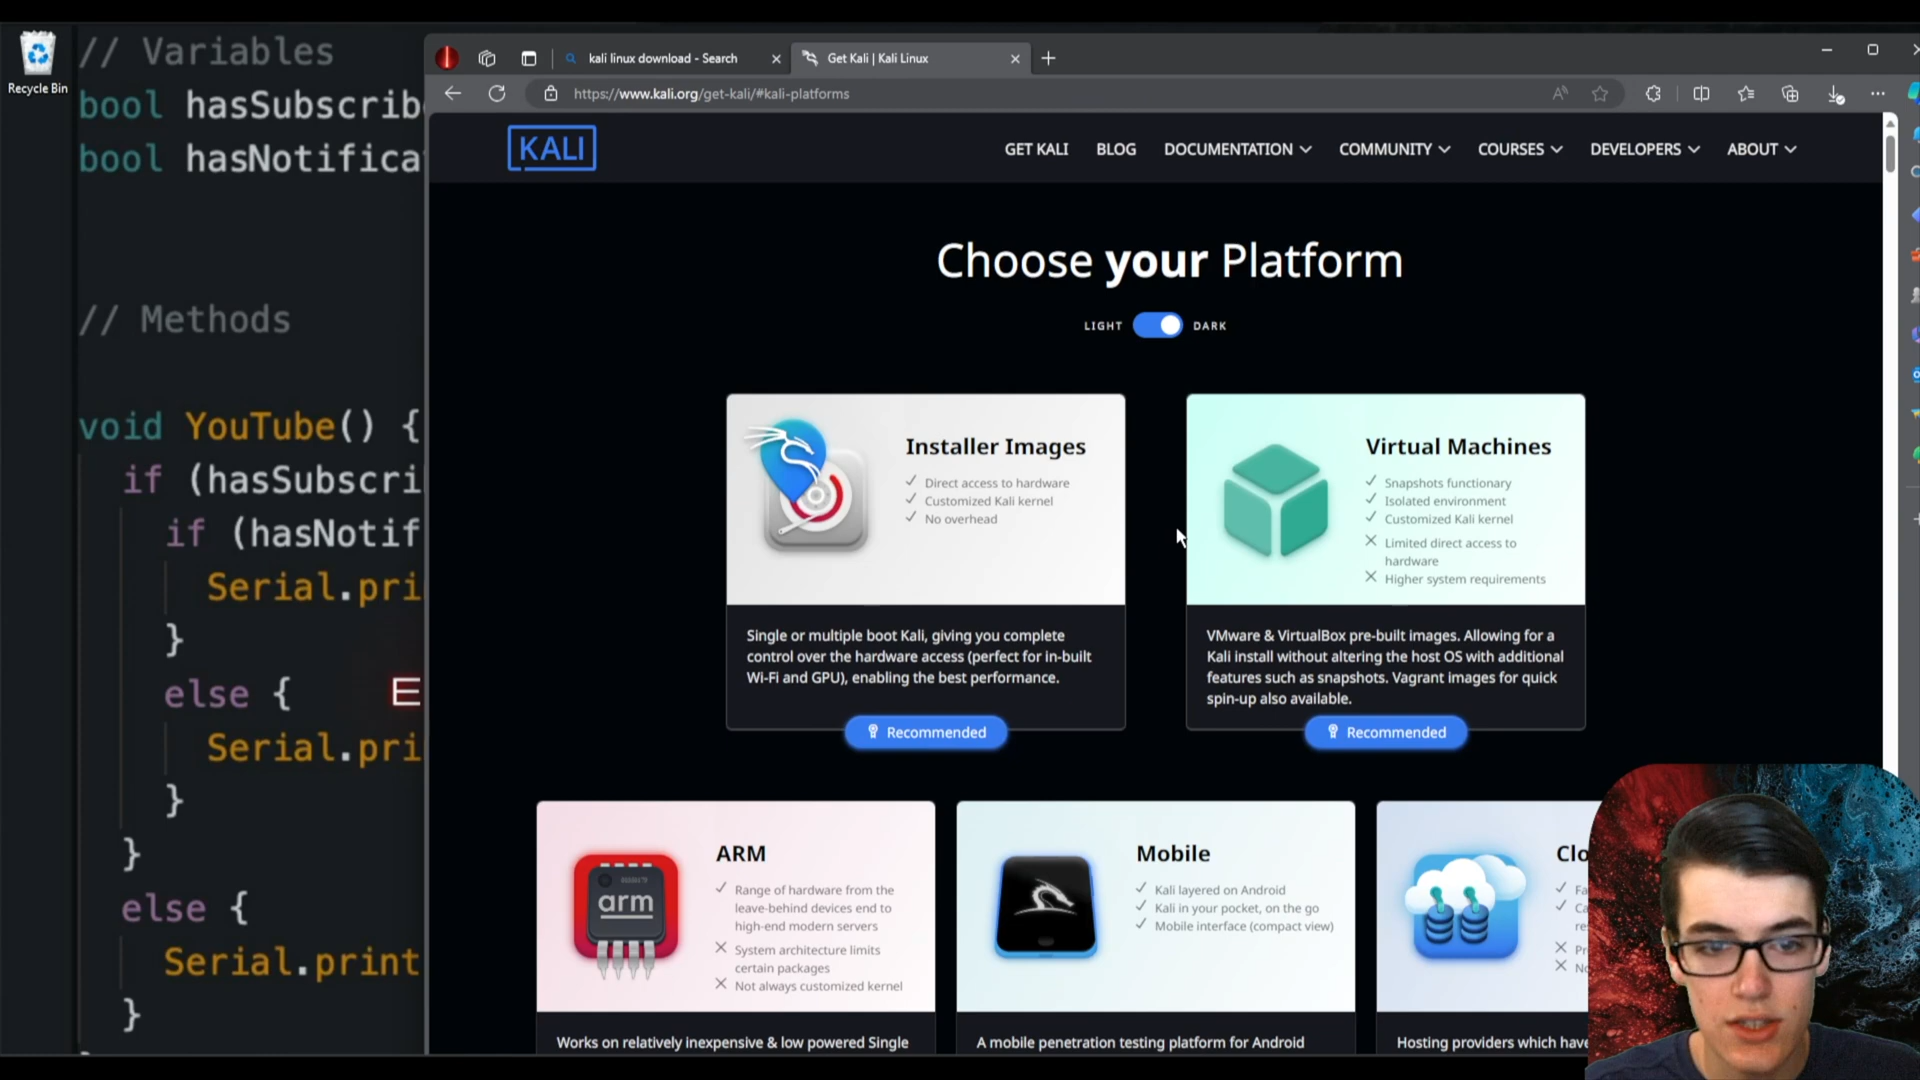 Recycle Bin
// Variables
bool hasSubscribe
bool hasNotifica
// Methods
void YouTube() {
if (hasSubscri
if (hasNotif
Serial.pri
}
else {
E
Serial.pri
}
}
else {
Serial.print
}
kali linux download - Search
Get Kali | Kali Linux
https://www.kali.org/get-kali/#kali-platforms
KALI
GET KALI
BLOG
DOCUMENTATION
COMMUNITY
COURSES
DEVELOPERS
ABOUT
Choose your Platform
LIGHT
DARK
Installer Images
Direct access to hardware
Customized Kali kernel
No overhead
Single or multiple boot Kali, giving you complete
control over the hardware access (perfect for in-built
Wi-Fi and GPU), enabling the best performance.
Recommended
Virtual Machines
Snapshots functionary
Isolated environment
Customized Kali kernel
Limited direct access to
hardware
Higher system requirements
VMware & VirtualBox pre-built images. Allowing for a
Kali install without altering the host OS with additional
features such as snapshots. Vagrant images for quick
spin-up also available.
Recommended
arm
ARM
Range of hardware from the
leave-behind devices end to
high-end modern servers
System architecture limits
certain packages
Not always customized kernel
Works on relatively inexpensive & low powered Single
Mobile
Kali layered on Android
Kali in your pocket, on the go
Mobile interface (compact view)
A mobile penetration testing platform for Android
Clo
Fa
Ca
re
Pr
No
Hosting providers which have